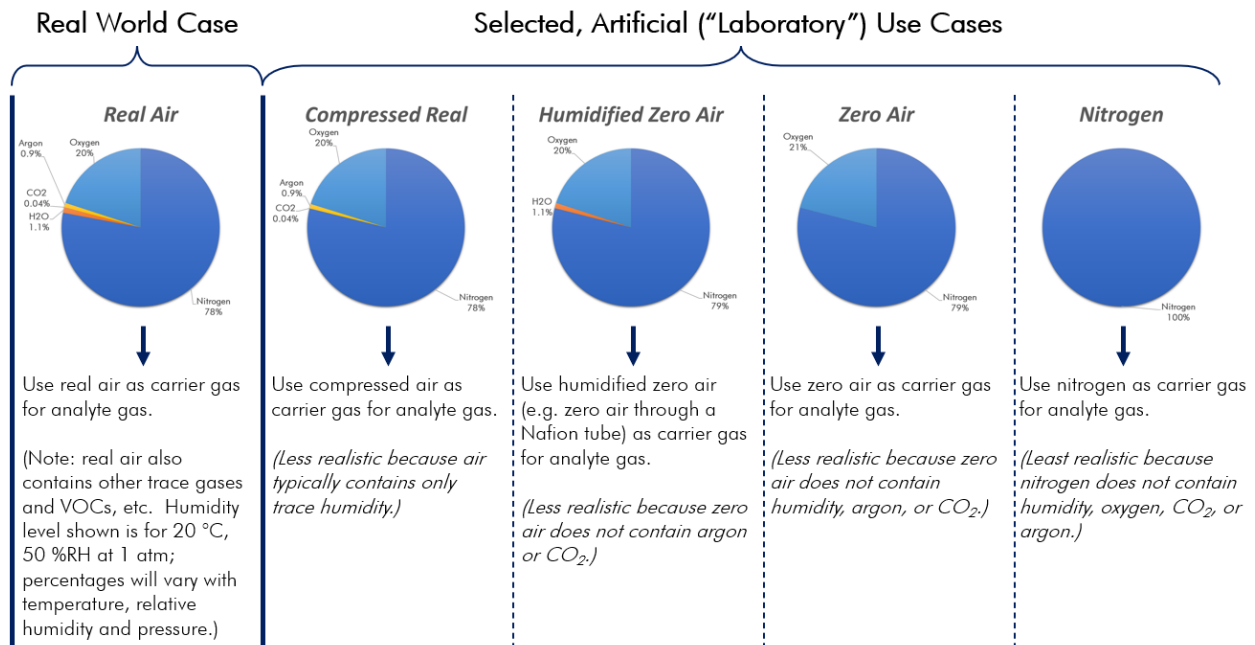 Real World Case
Selected, Artificial (“Laboratory”) Use Cases
Real Air
Argon
0.9%
Oxygen
20%
CO2
0.04%
H2O
1.1%
Nitrogen
78%
Use real air as carrier gas
for analyte gas.
(Note: real air also
contains other trace gases
and VOCs, etc. Humidity
level shown is for 20 °C,
50 %RH at 1 atm;
percentages will vary with
temperature, relative
humidity and pressure.)
Compressed Real
Oxygen
20%
Argon
0.9%
CO2
0.04%
Nitrogen
78%
Use compressed air as
carrier gas for analyte gas.
(Less realistic because air
typically contains only
trace humidity.)
Humidified Zero Air
Oxygen
20%
H2O
1.1%
Nitrogen
79%
Use humidified zero air
(e.g. zero air through a
Nafion tube) as carrier gas
for analyte gas.
(Less realistic because zero
air does not contain argon
or CO2.)
Zero Air
Oxygen
21%
Nitrogen
79%
Use zero air as carrier gas
for analyte gas.
(Less realistic because zero
air does not contain
humidity, argon, or CO2.)
Nitrogen
Nitrogen
100%
Use nitrogen as carrier gas
for analyte gas.
(Least realistic because
nitrogen does not contain
humidity, oxygen, CO2, or
argon.)